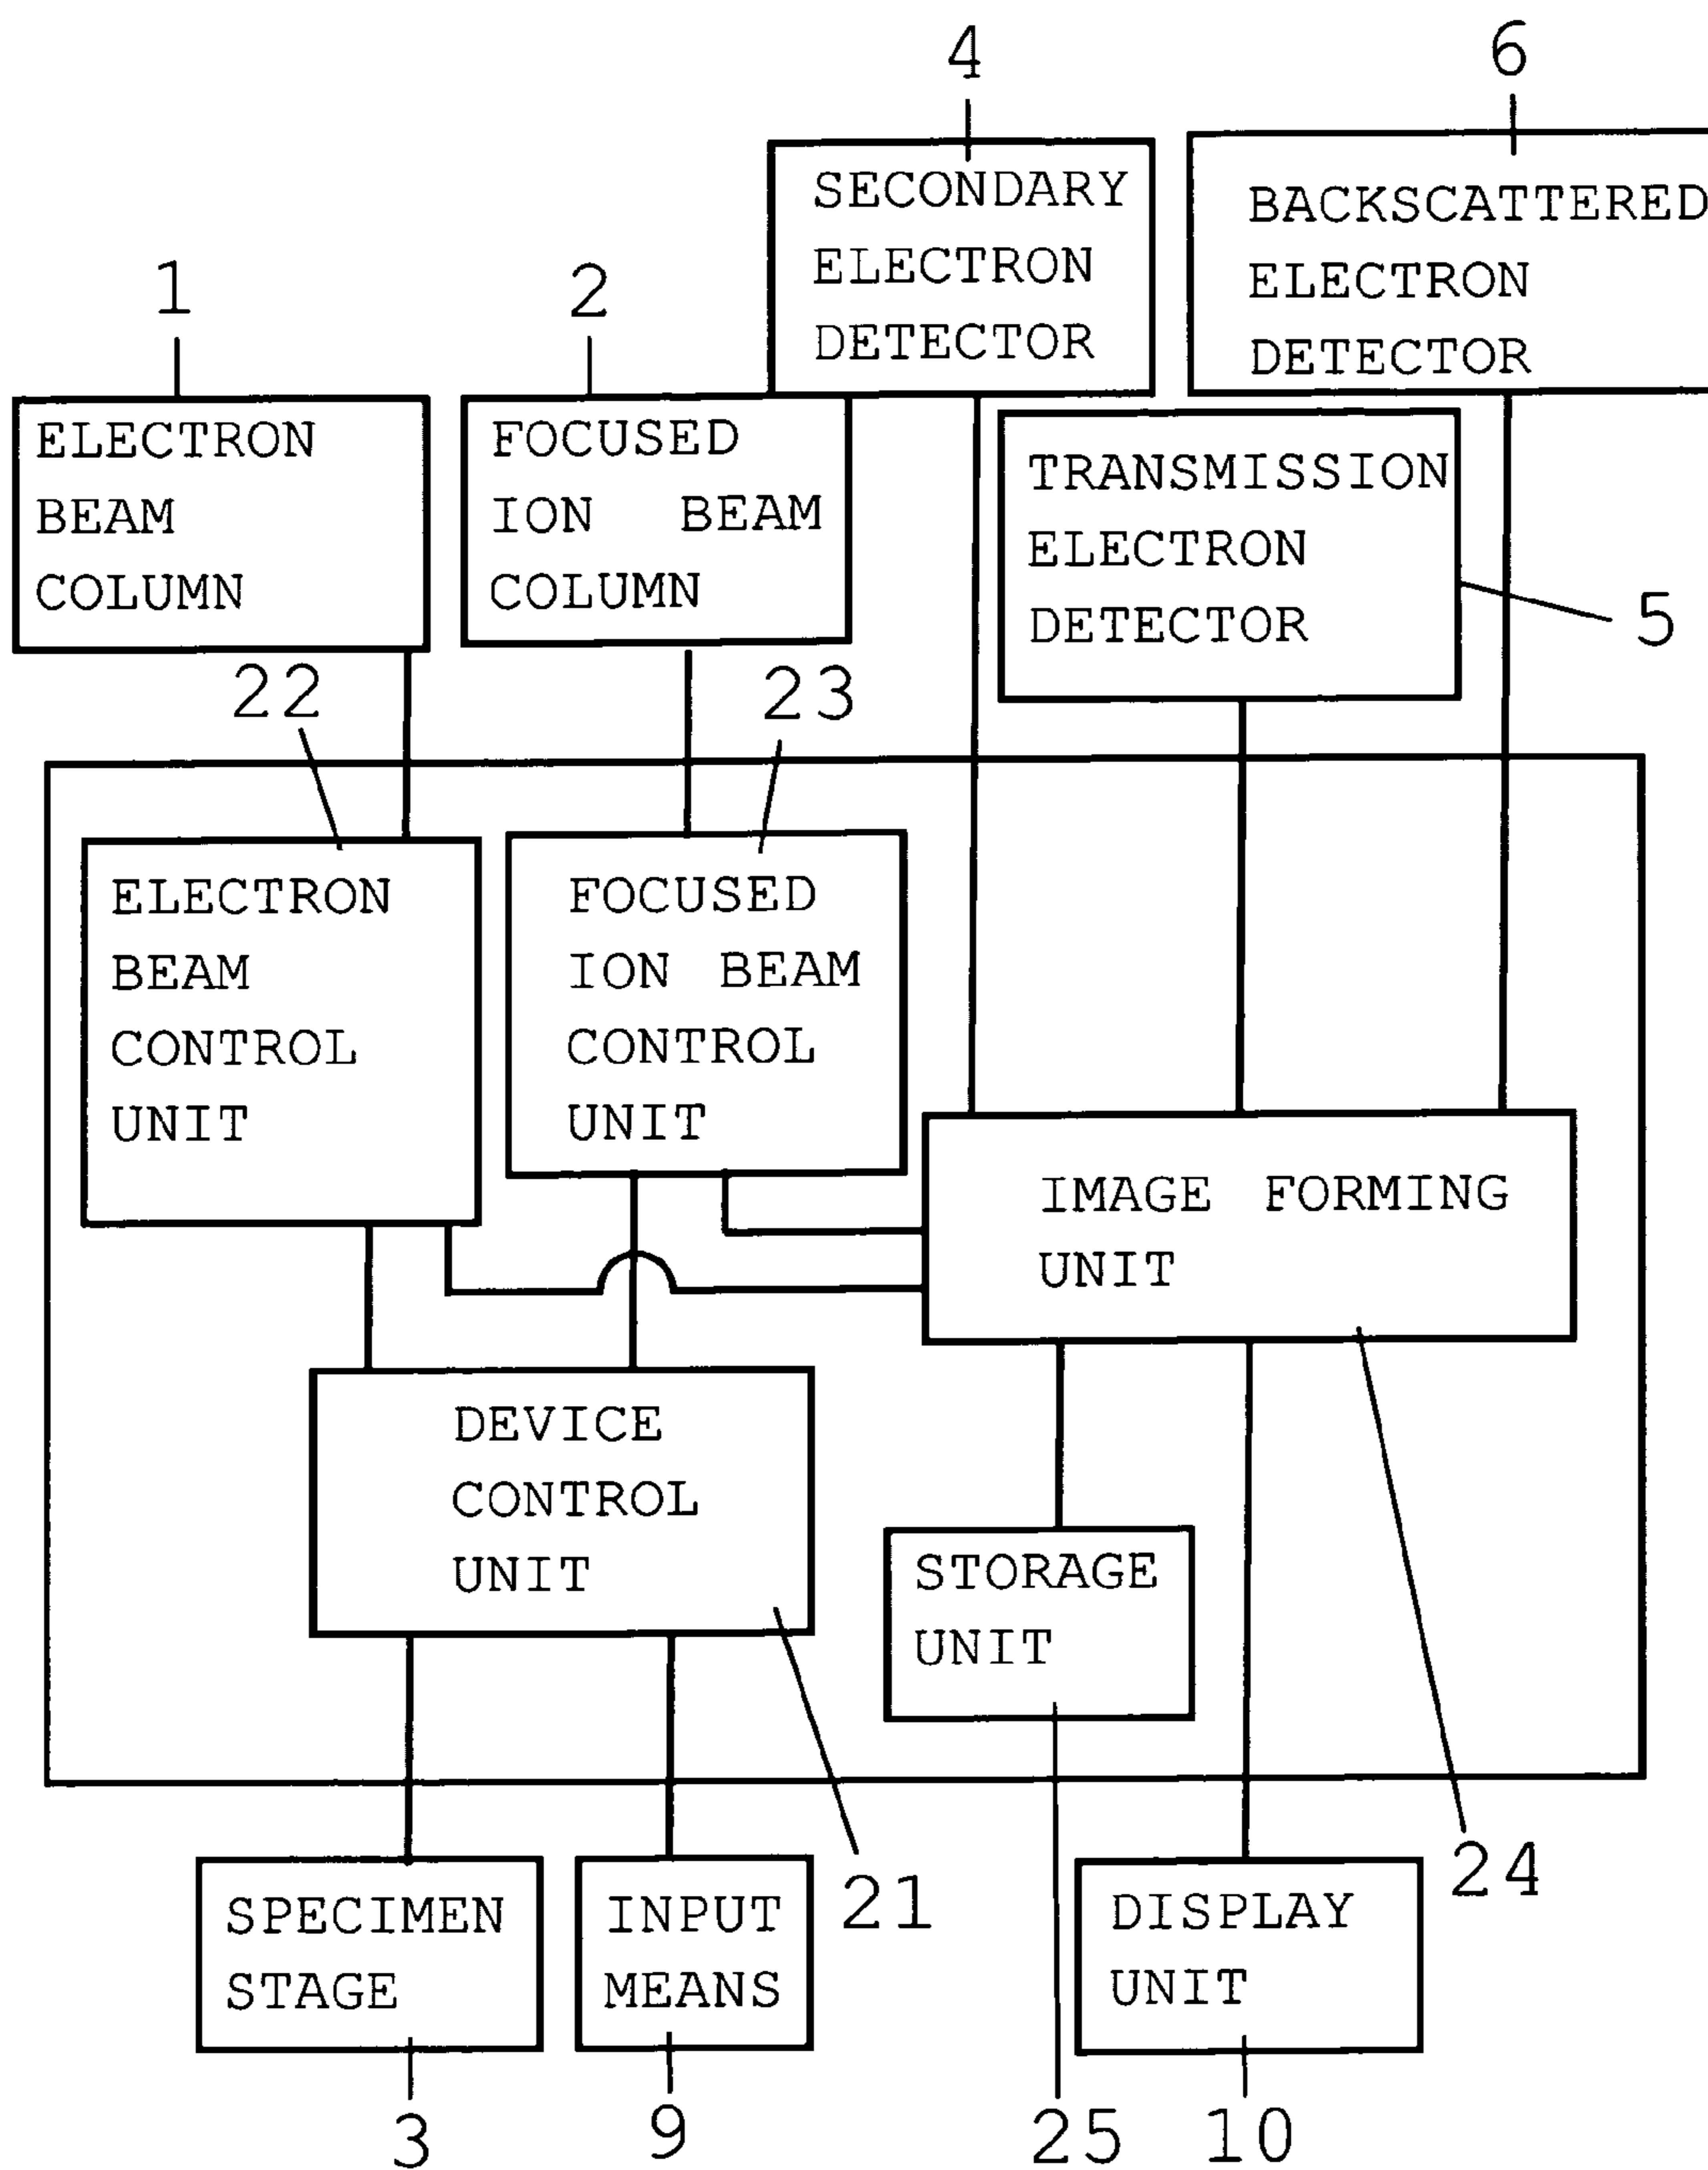 4
6
SECONDARY
ELECTRON
DETECTOR
BACKSCATTERED
ELECTRON
DETECTOR
1
2
ELECTRON
BEAM
COLUMN
FOCUSED
ION BEAM
COLUMN
TRANSMISSION
ELECTRON
DETECTOR
5
22
23
ELECTRON
BEAM
CONTROL
UNIT
FOCUSED
ION BEAM
CONTROL
UNIT
IMAGE FORMING
UNIT
DEVICE
CONTROL
UNIT
STORAGE
UNIT
21
24
SPECIMEN
STAGE
INPUT
MEANS
DISPLAY
UNIT
3
9
25
10